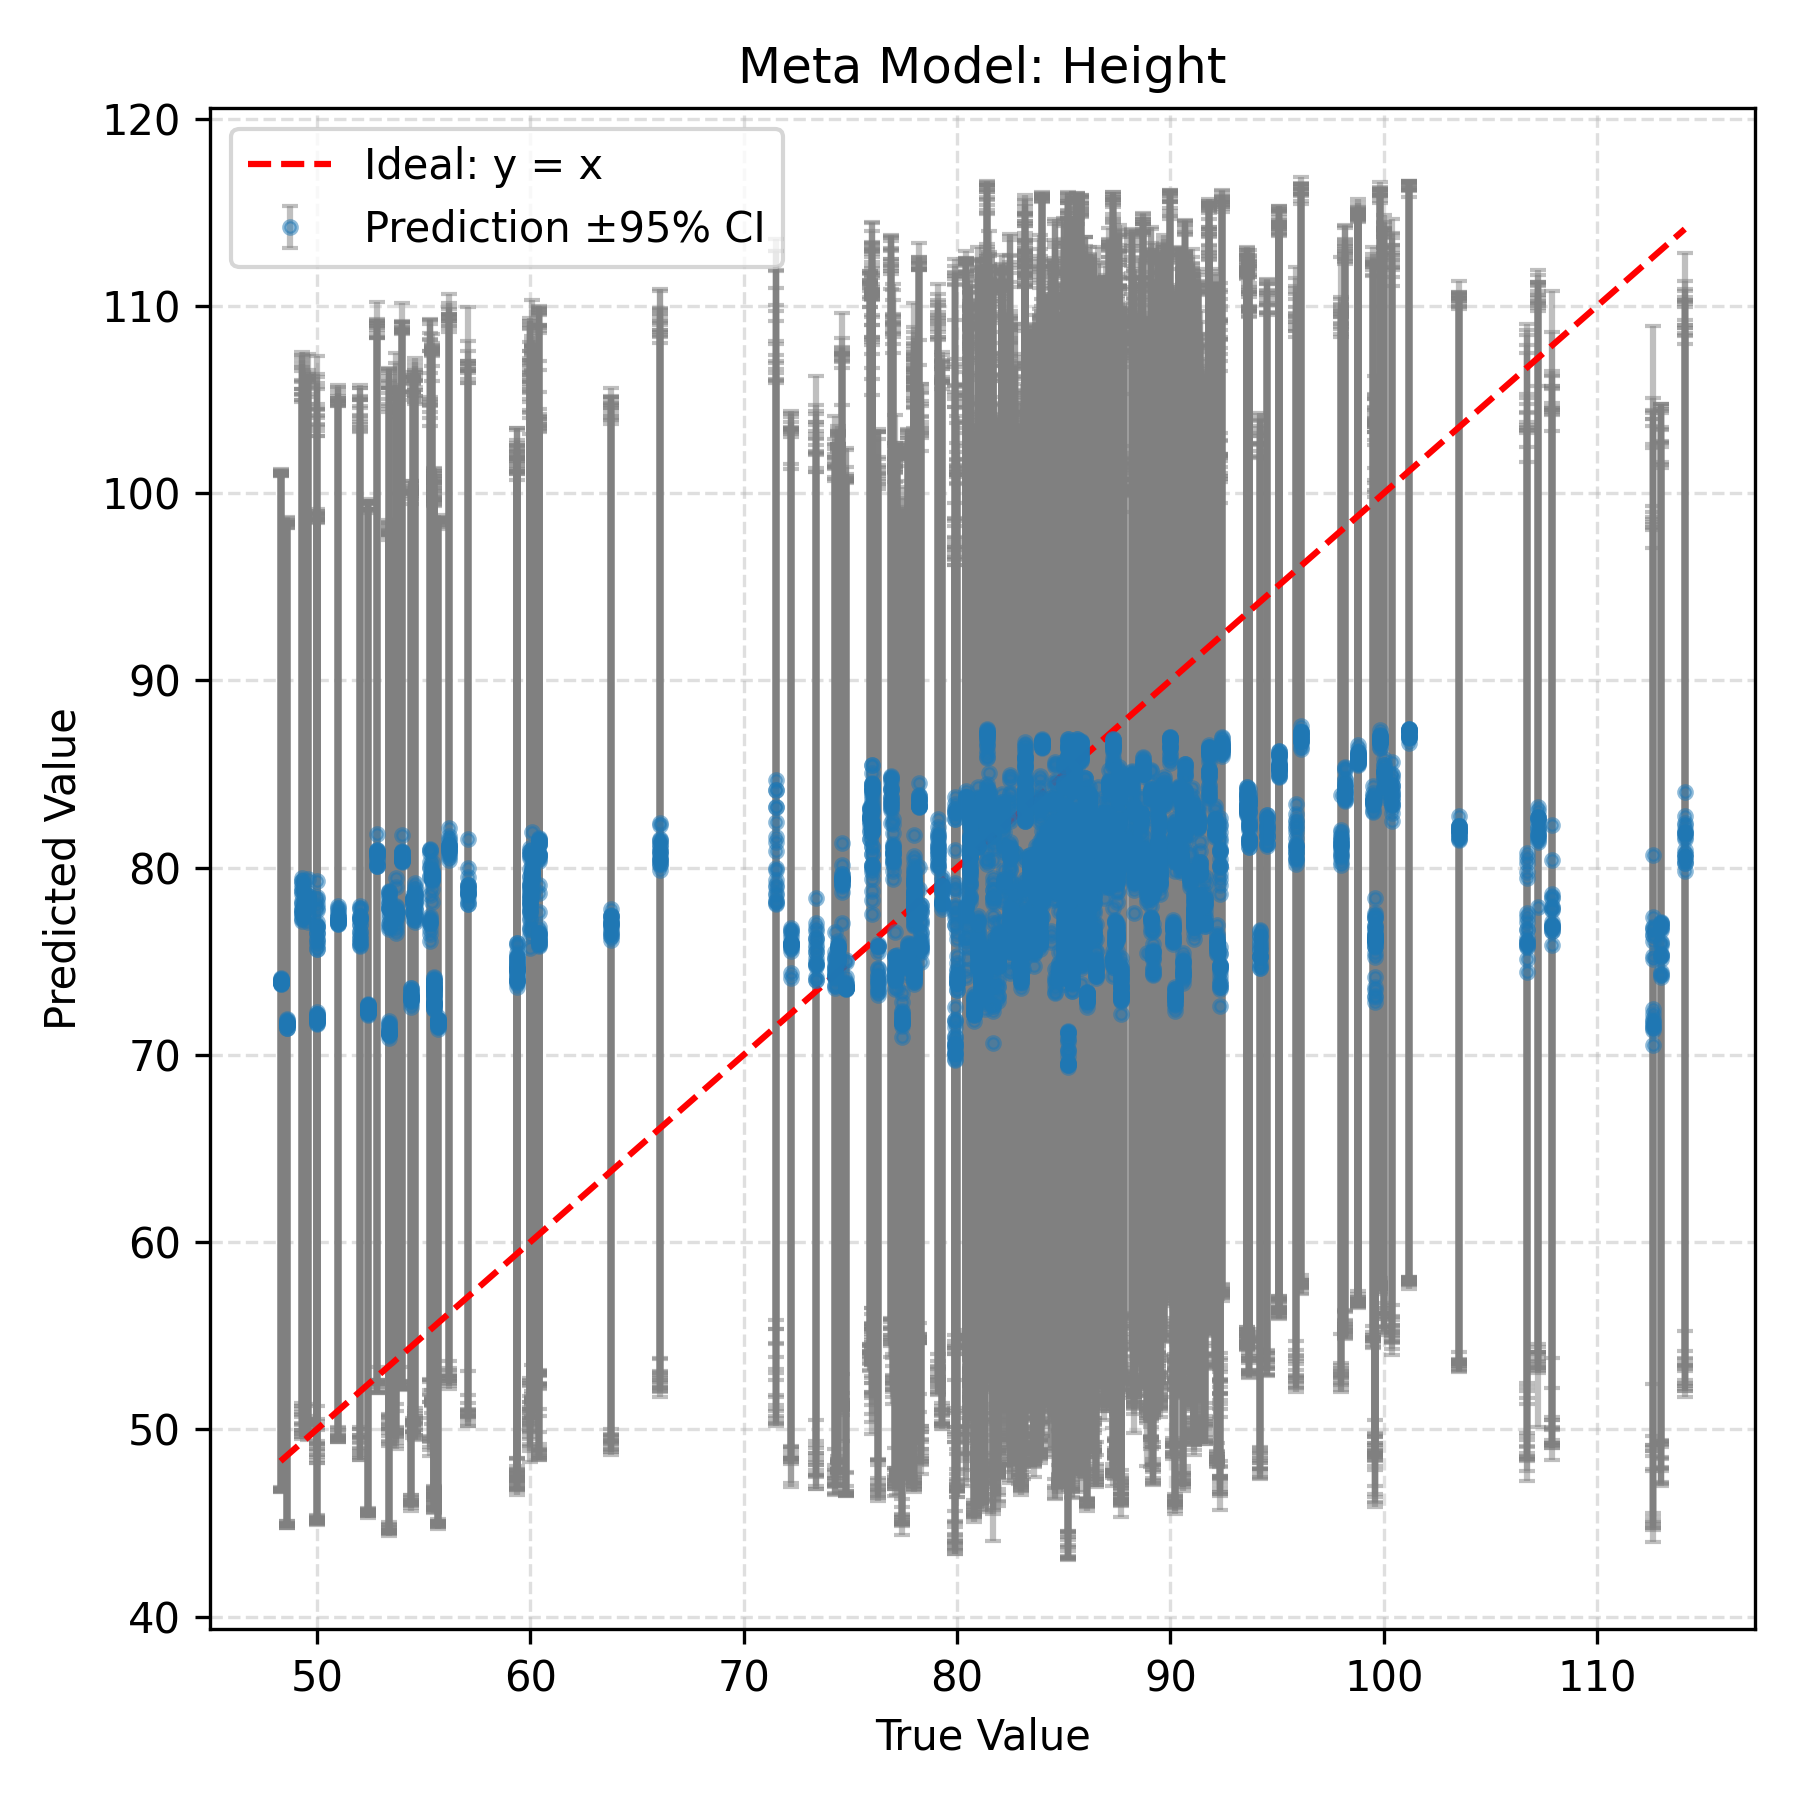 Meta Model: Height
Ideal: y = x
Prediction ±95% CI
Predicted Value
120
110
100
90
80
70
60
50
40
50 60 70 80 90 100 110
True Value